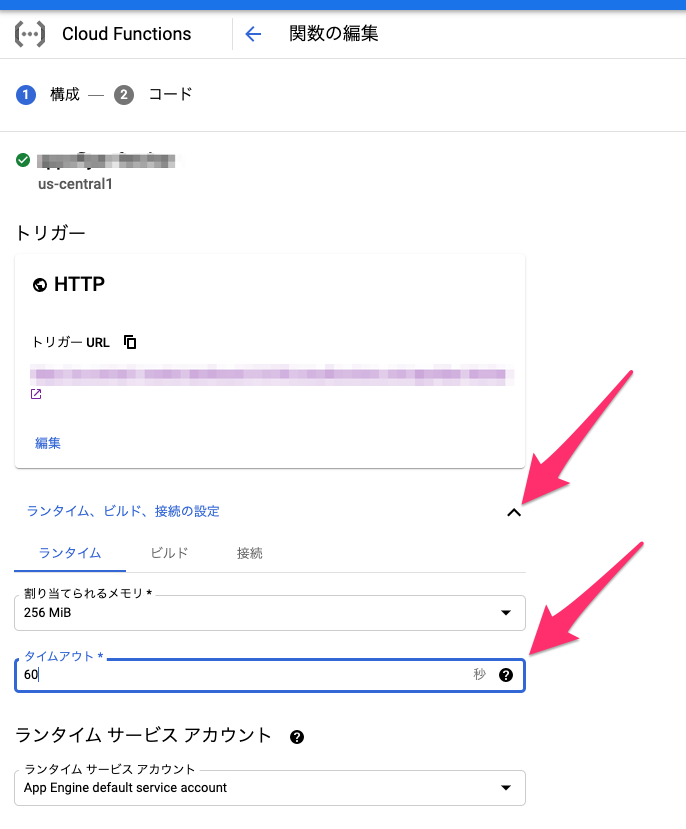 Cloud Functions
関数の編集
1 構成 — 2 コード
us-central1
トリガー
HTTP
トリガー URL
編集
ランタイム、ビルド、接続の設定
ランタイム ビルド 接続
割り当てられるメモリ *
256 MiB
タイムアウト *
60 秒
ランタイム サービス アカウント
ランタイム サービス アカウント
App Engine default service account